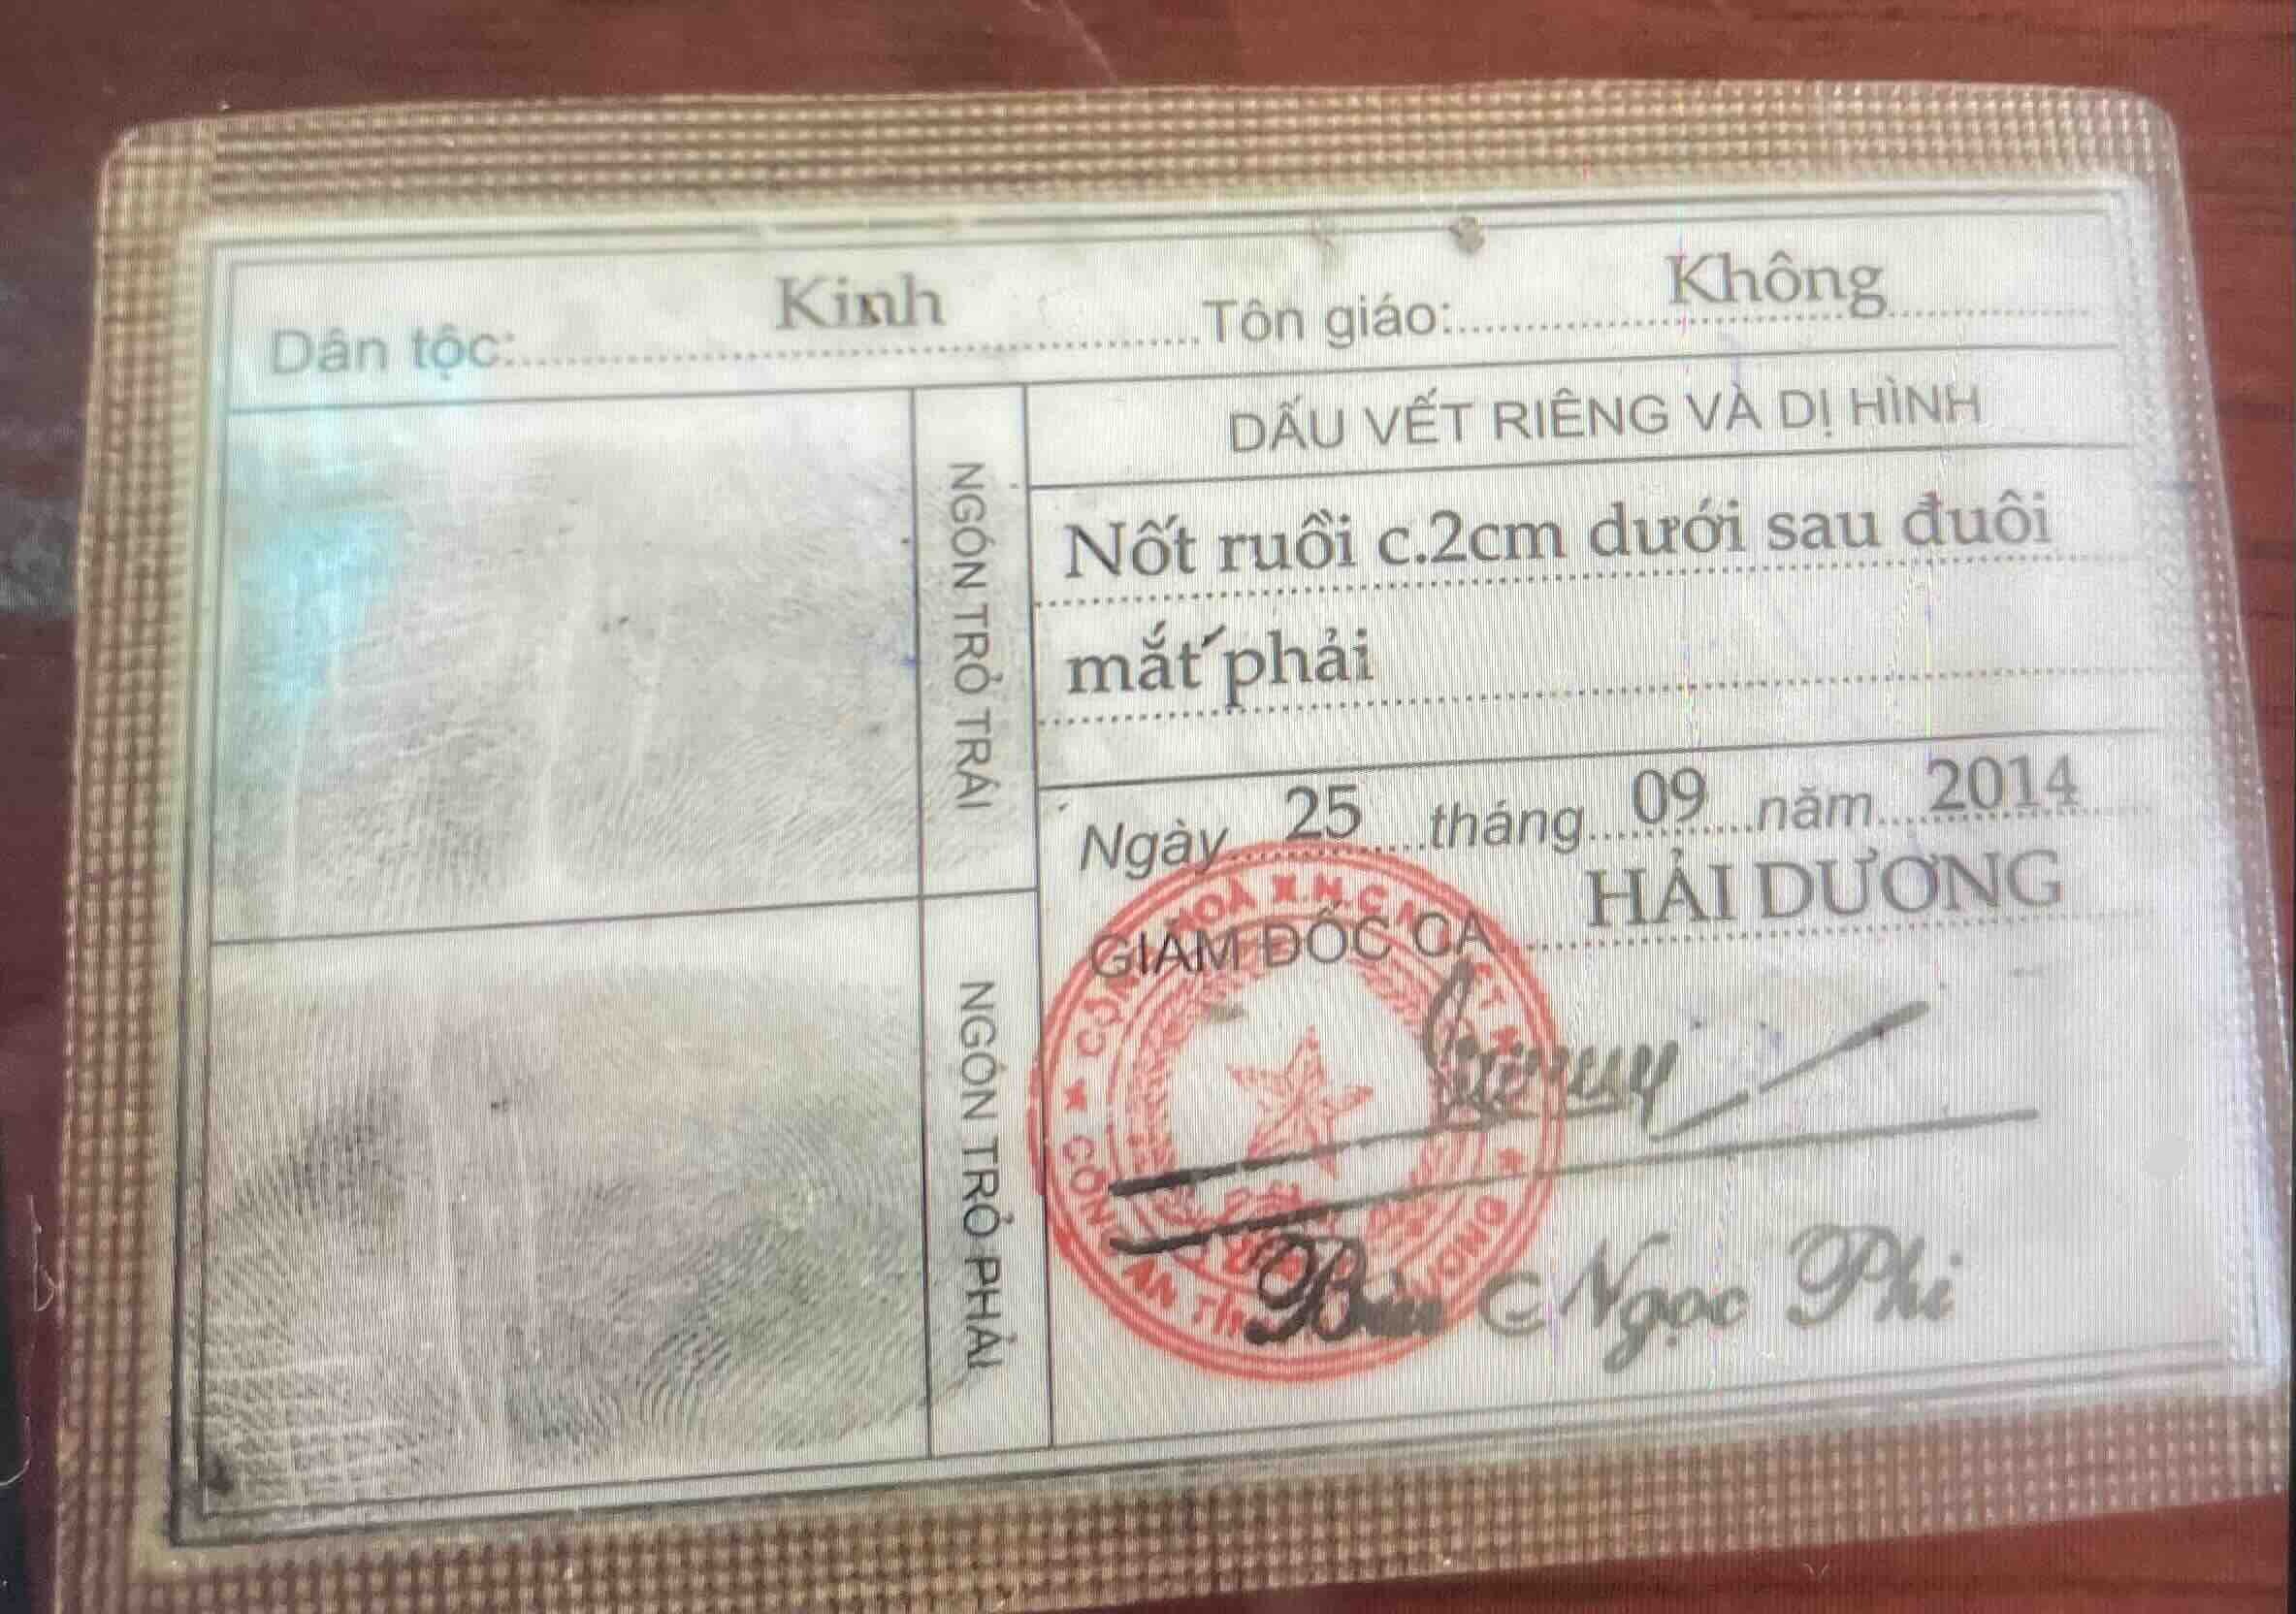 Dân tộc: Kinh Tôn giáo: Không
NGÓN TRỎ TRÁI
NGÓN TRỎ PHẢI
DẤU VẾT RIÊNG VÀ DỊ HÌNH
Nốt ruồi c.2cm dưới sau đuôi
mắt phải
Ngày 25 tháng 09 năm 2014
GIÁM ĐỐC CA HẢI DƯƠNG
Bùi Ngọc Phi